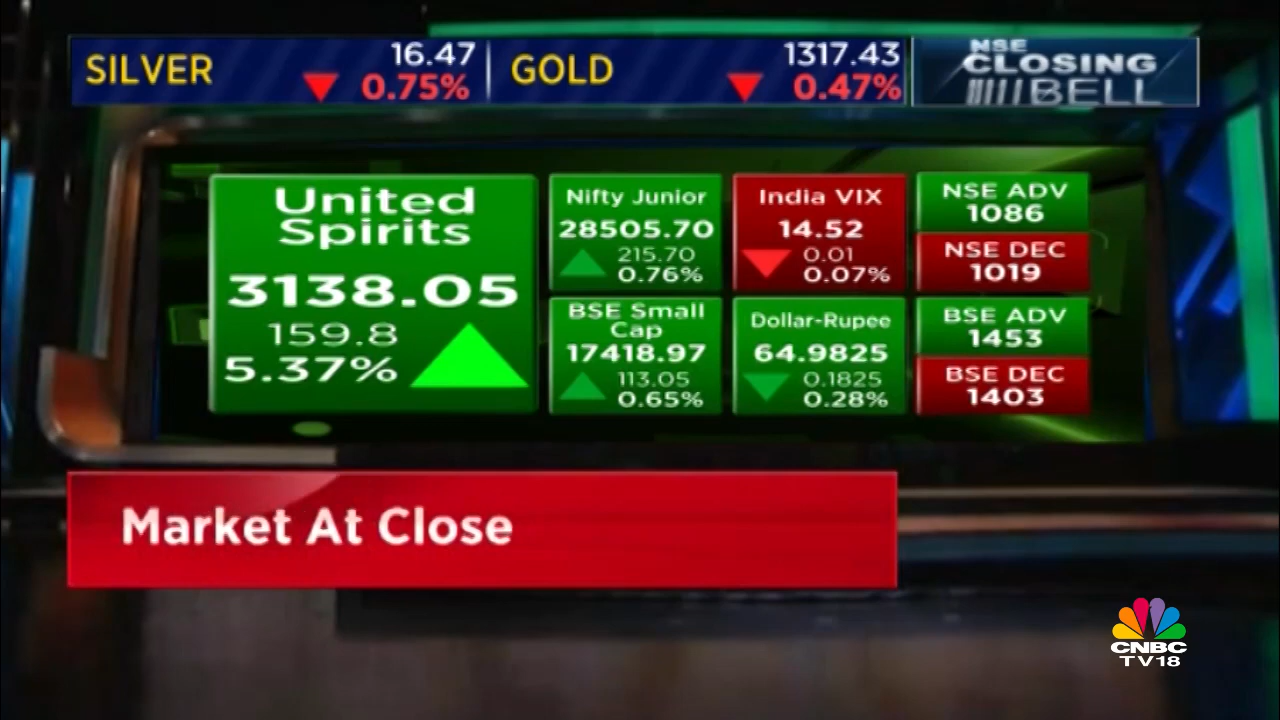 SILVER
16.47
0.75%
GOLD
1317.43
0.47%
NSE
CLOSING
BELL
United
Spirits
3138.05
159.8
5.37%
Nifty Junior
28505.70
215.70
0.76%
India VIX
14.52
0.01
0.07%
NSE ADV
1086
NSE DEC
1019
BSE Small
Cap
17418.97
113.05
0.65%
Dollar-Rupee
64.9825
0.1825
0.28%
BSE ADV
1453
BSE DEC
1403
Market At Close
CNBC
TV18